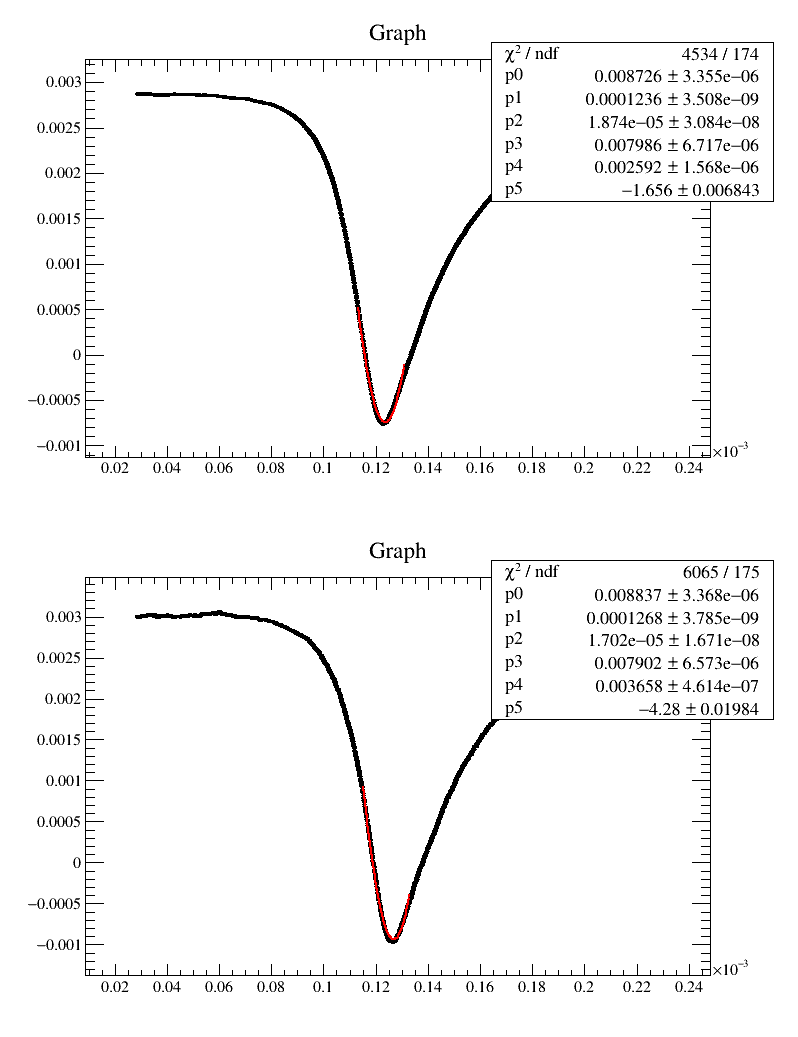 Graph
χ² / ndf 4534 / 174
p0 0.008726 ± 3.355e−06
p1 0.0001236 ± 3.508e−09
p2 1.874e−05 ± 3.084e−08
p3 0.007986 ± 6.717e−06
p4 0.002592 ± 1.568e−06
p5 −1.656 ± 0.006843
0.003
0.0025
0.002
0.0015
0.001
0.0005
0
−0.0005
−0.001
×10⁻³
0.02 0.04 0.06 0.08 0.1 0.12 0.14 0.16 0.18 0.2 0.22 0.24
Graph
χ² / ndf 6065 / 175
p0 0.008837 ± 3.368e−06
p1 0.0001268 ± 3.785e−09
p2 1.702e−05 ± 1.671e−08
p3 0.007902 ± 6.573e−06
p4 0.003658 ± 4.614e−07
p5 −4.28 ± 0.01984
0.003
0.0025
0.002
0.0015
0.001
0.0005
0
−0.0005
−0.001
×10⁻³
0.02 0.04 0.06 0.08 0.1 0.12 0.14 0.16 0.18 0.2 0.22 0.24